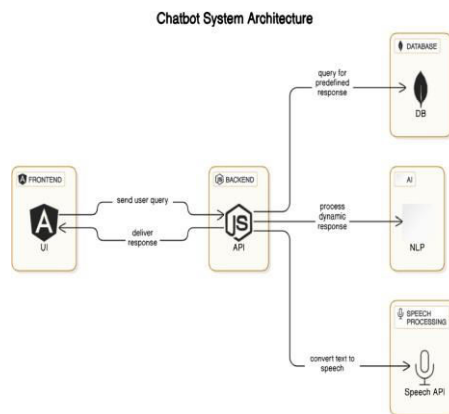 Chatbot System Architecture
DATABASE
query for
predefined
response
DB
FRONTEND
BACKEND
AI
send user query
process
dynamic
response
A
JS
deliver
response
UI
API
NLP
SPEECH
PROCESSING
convert text to
speech
Speech API